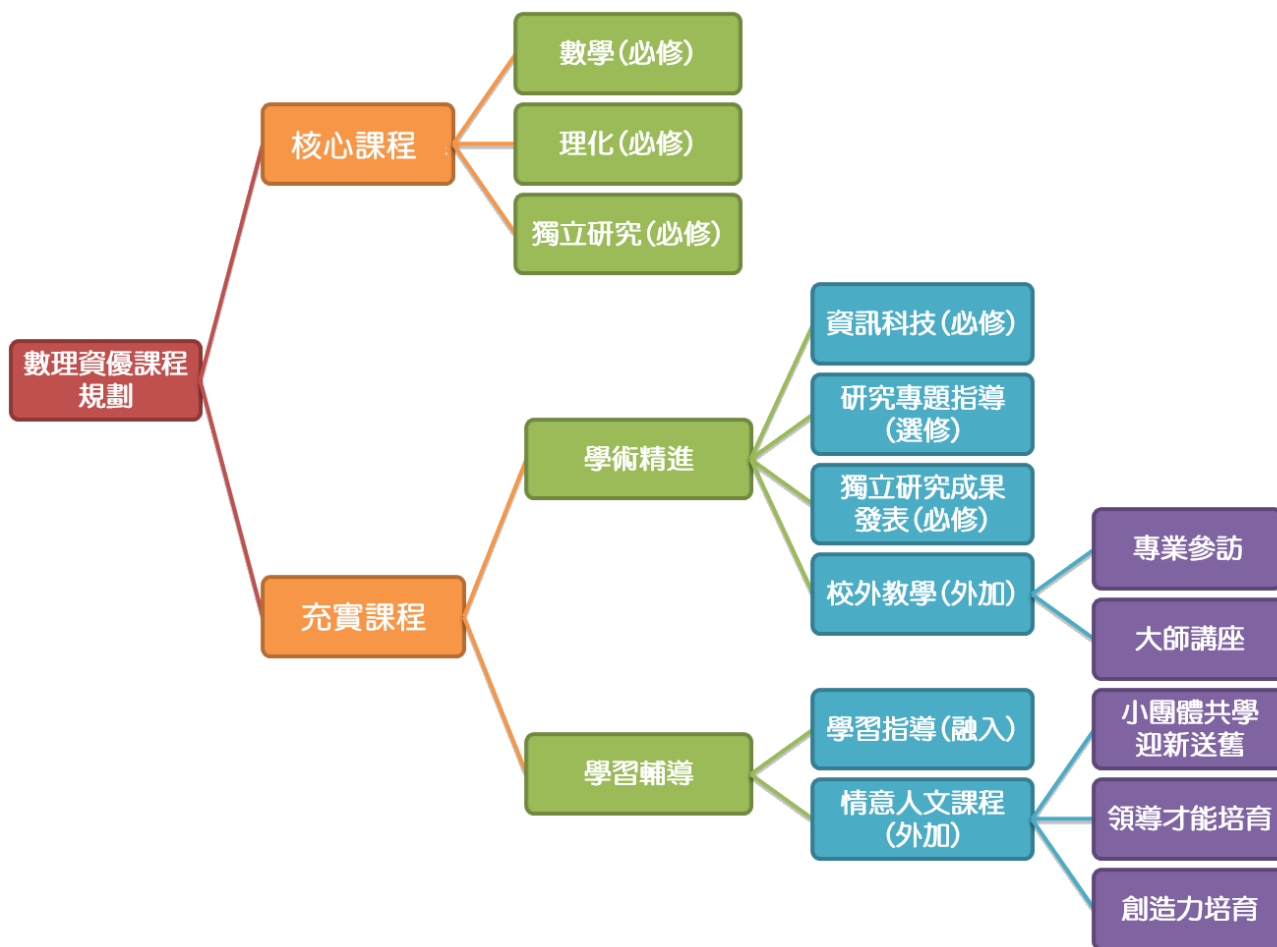 數學(必修)
核心課程
理化(必修)
獨立研究(必修)
數理資優課程
規劃
資訊科技(必修)
研究專題指導
(選修)
學術精進
獨立研究成果
發表(必修)
專業參訪
充實課程
校外教學(外加)
大師講座
學習指導(融入)
小團體共學
迎新送舊
學習輔導
情意人文課程
(外加)
領導才能培育
創造力培育